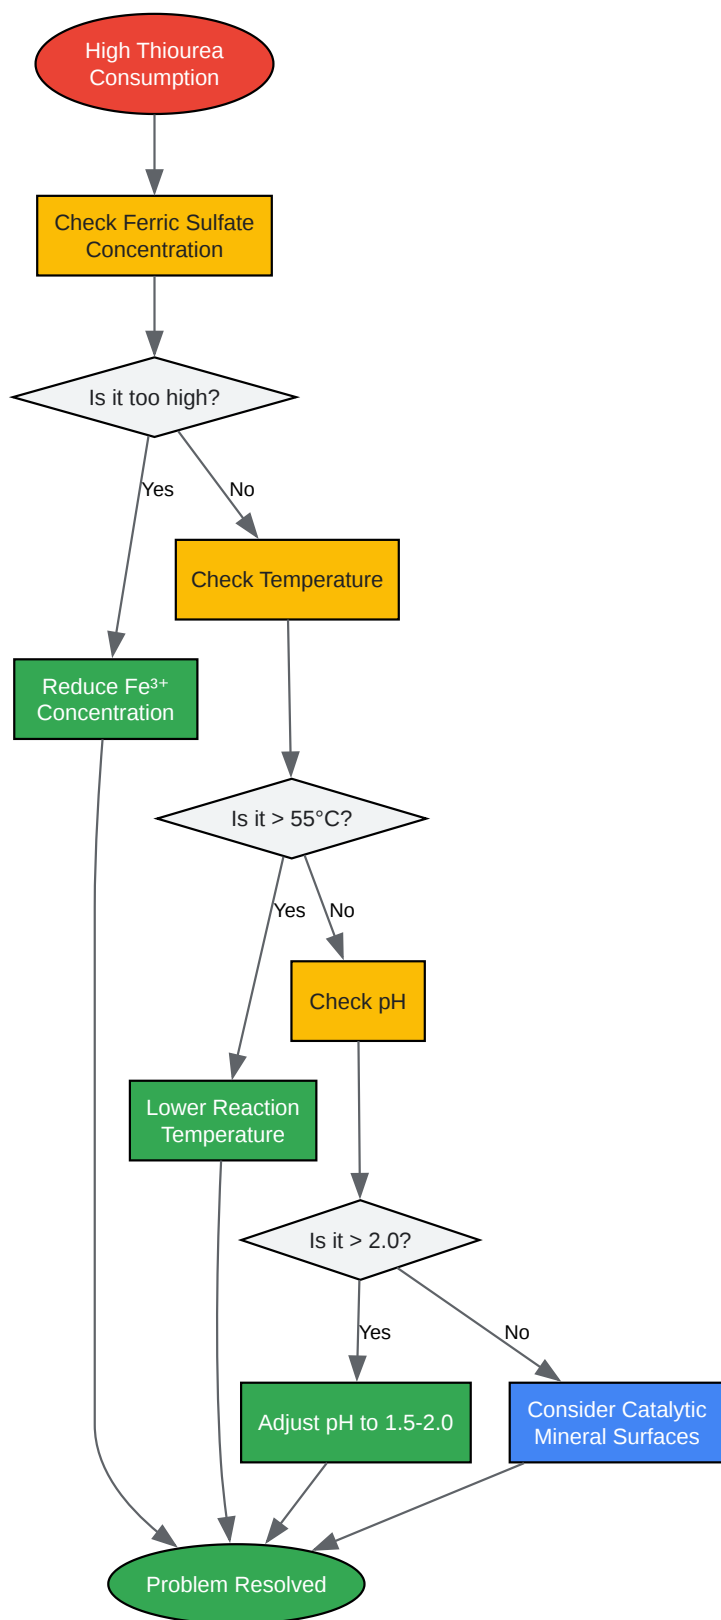 High Thiourea
Consumption
Check Ferric Sulfate
Concentration
Is it too high?
Yes
No
Check Temperature
Reduce Fe³⁺
Concentration
Is it > 55°C?
Yes
No
Check pH
Lower Reaction
Temperature
Is it > 2.0?
Yes
No
Adjust pH to 1.5-2.0
Consider Catalytic
Mineral Surfaces
Problem Resolved